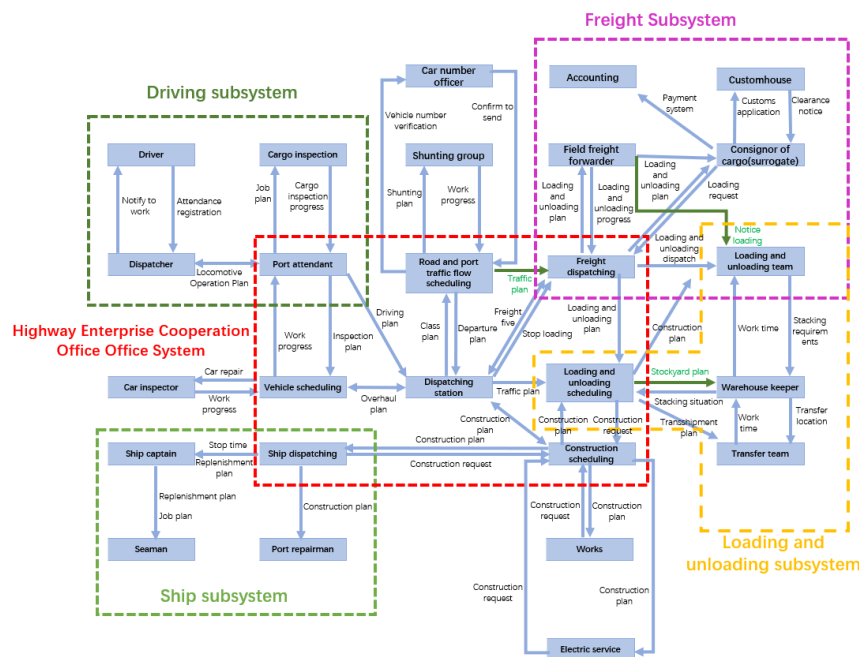 Freight Subsystem
Car number
officer
Accounting
Customhouse
Driving subsystem
Vehicle number
verification
Confirm to
send
Payment
system
Customs
application
Clearance
notice
Driver
Cargo inspection
Shunting group
Field freight
forwarder
Consignor of
cargo(surrogate)
Notify to
work
Attendance
registration
Job
plan
Cargo
inspection
progress
Shunting
plan
Work
progress
Loading
and
unloading
plan
Loading
and
unloading
progress
Loading and
unloading
plan
Loading
request
Notice
loading
Dispatcher
Locomotive
Operation Plan
Port attendant
Road and port
traffic flow
scheduling
Traffic
plan
Freight
dispatching
Loading
and unloading
dispatch
Loading and
unloading team
Highway Enterprise Cooperation
Office Office System
Work
progress
Inspection
plan
Driving
plan
Class
plan
Departure
plan
Freight
five
Stop loading
Loading and
unloading
plan
Construction
plan
Work time
Stacking
requirem
ents
Car repair
Car inspector
Work
progress
Vehicle scheduling
Overhaul
plan
Dispatching
station
Traffic plan
Loading and
unloading
scheduling
Stockyard plan
Stacking situation
Warehouse keeper
Construction
plan
Construction
plan
Construction
request
Transshipment
plan
Work
time
Transfer
location
Ship captain
Stop time
Replenishment
plan
Ship dispatching
Construction plan
Construction request
Construction
scheduling
Transfer team
Replenishment plan
Job plan
Construction plan
Construction
request
Construction
plan
Seaman
Port repairman
Works
Loading and
unloading subsystem
Ship subsystem
Construction
request
Construction
plan
Electric service